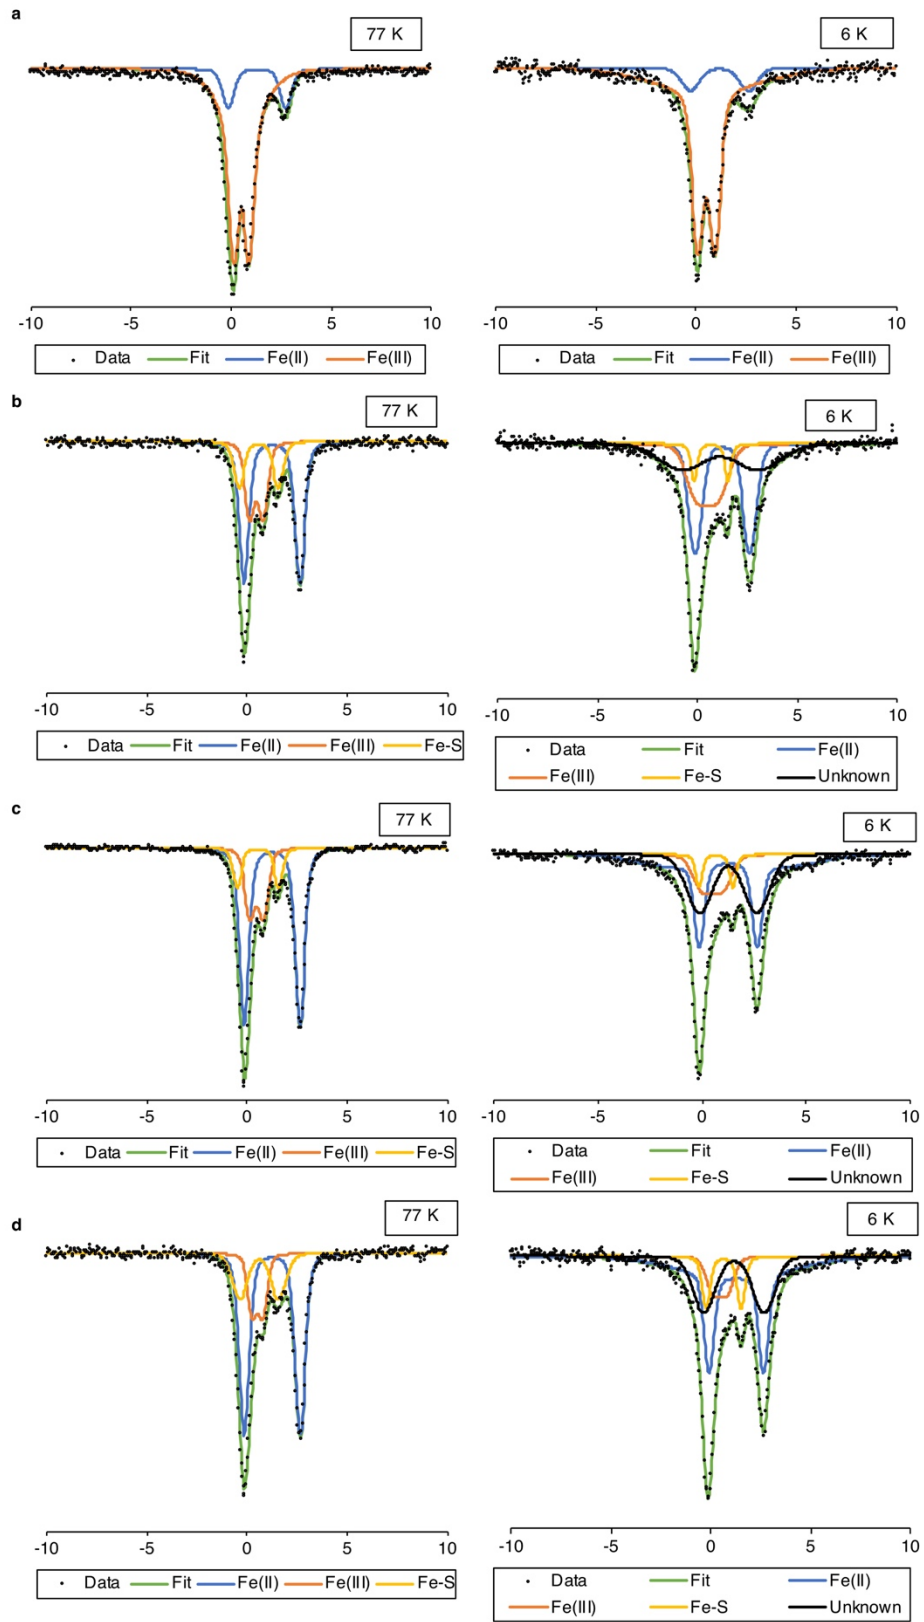 a
77 K
6 K
-10 -5 0 5 10
-10 -5 0 5 10
Data Fit Fe(II) Fe(III)
Data Fit Fe(II) Fe(III)
b
77 K
6 K
-10 -5 0 5 10
-10 -5 0 5 10
Data Fit Fe(II) Fe(III) Fe-S
Data Fit Fe(II)
Fe(III) Fe-S Unknown
c
77 K
6 K
-10 -5 0 5 10
-10 -5 0 5 10
Data Fit Fe(II) Fe(III) Fe-S
Data Fit Fe(II)
Fe(III) Fe-S Unknown
d
77 K
6 K
-10 -5 0 5 10
-10 -5 0 5 10
Data Fit Fe(II) Fe(III) Fe-S
Data Fit Fe(II)
Fe(III) Fe-S Unknown